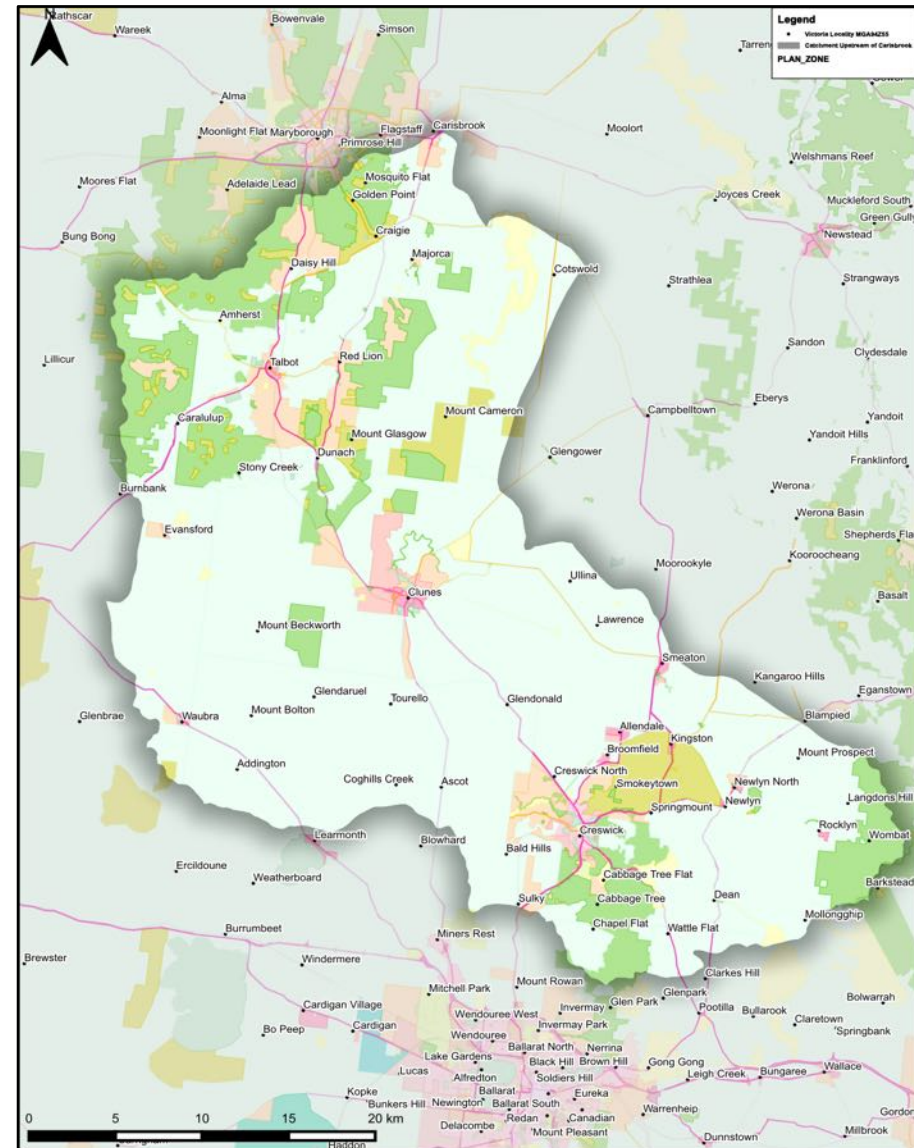 N
Rathscar
Bowenvale
Simson
Wareek
Legend
Victoria Locality MGA94Z55
Catchment Upstream of Carisbrook
PLAN_ZONE
Alma
Moonlight Flat
Maryborough
Flagstaff
Carisbrook
Primrose Hill
Moolort
Welshmans Reef
Moores Flat
Adelaide Lead
Mosquito Flat
Golden Point
Joyces Creek
Muckleford South
Green Gully
Bung Bong
Craigie
Newstead
Majorca
Daisy Hill
Cotswold
Strathlea
Strangways
Amherst
Sandon
Clydesdale
Lillicur
Talbot
Red Lion
Eberys
Caralulup
Mount Cameron
Campbelltown
Yandoit
Mount Glasgow
Yandoit Hills
Stony Creek
Dunach
Glengower
Franklinford
Burnbank
Werona
Evansford
Werona Basin
Shepherds Fla
Kooroocheang
Moorookyle
Ullina
Clunes
Basalt
Lawrence
Mount Beckworth
Smeaton
Kangaroo Hills
Glendaruel
Tourello
Glendonald
Eganstown
Glenbrae
Waubra
Mount Bolton
Blampied
Allendale
Kingston
Broomfield
Mount Prospect
Addington
Coghills Creek
Ascot
Creswick North
Smokeytown
Newlyn North
Langdons Hill
Springmount
Newlyn
Learmonth
Creswick
Rocklyn
Wombat
Blowhard
Bald Hills
Ercildoune
Weatherboard
Cabbage Tree Flat
Barkstead
Sulky
Cabbage Tree
Dean
Chapel Flat
Wattle Flat
Mollongghip
Burrumbeet
Miners Rest
Brewster
Windermere
Clarkes Hill
Mitchell Park
Mount Rowan
Glenpark
Bolwarrah
Cardigan Village
Wendouree West
Invermay
Glen Park
Pootilla
Bullarook
Claretown
Bo Peep
Cardigan
Wendouree
Invermay Park
Springbank
Ballarat North
Nerrina
Lake Gardens
Black Hill
Brown Hill
Gong Gong
Wallace
Lucas
Alfredton
Soldiers Hill
Leigh Creek
Bungaree
Kopke
Ballarat
Eureka
Bunkers Hill
Newington
Ballarat South
Warrenheip
Gordon
Redan
Canadian
Delacombe
Mount Pleasant
Millbrook
Dunnstown
Haddon
0 5 10 15 20 km